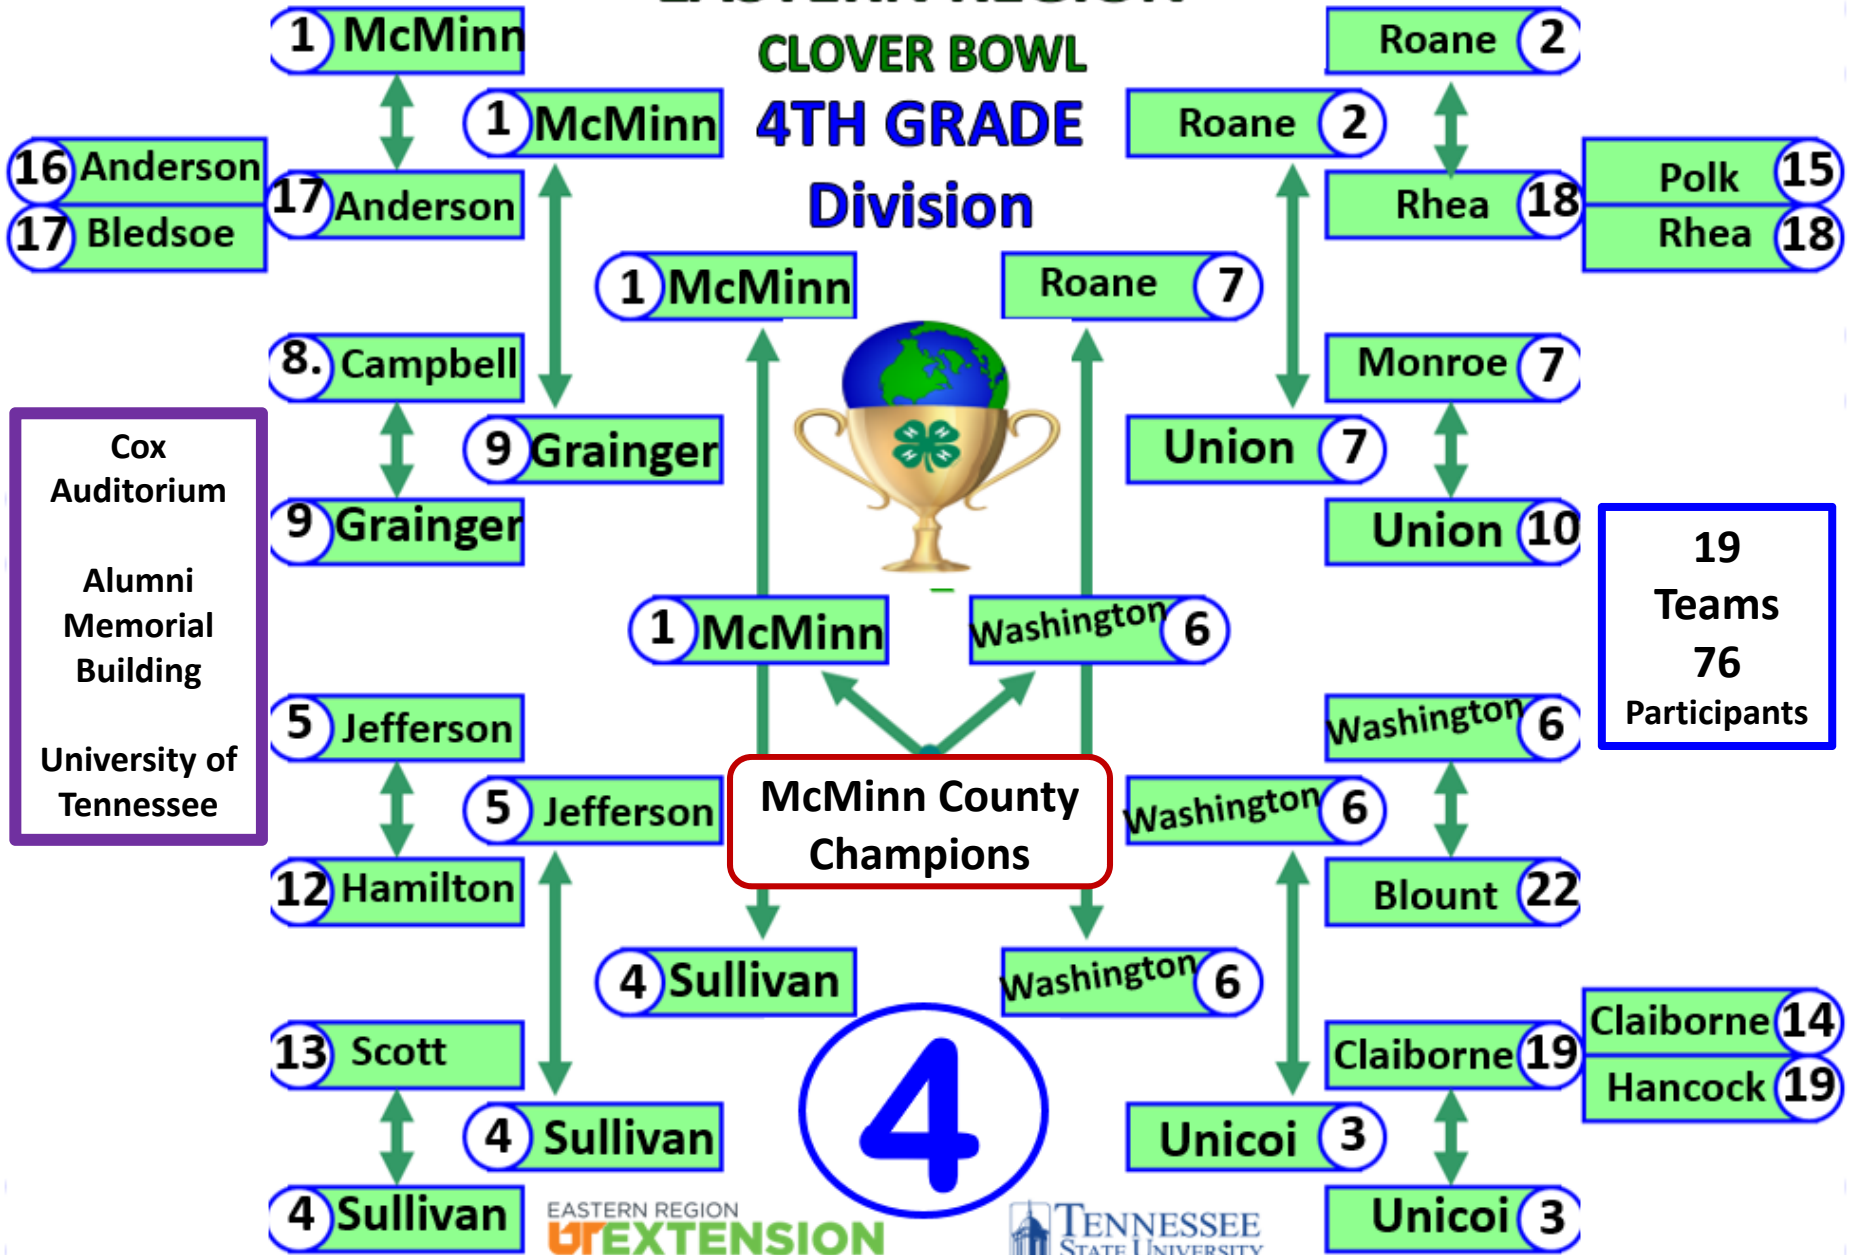 EASTERN REGION
CLOVER BOWL
4TH GRADE
Division
1 McMinn
1 McMinn
16 Anderson
17 Bledsoe
17 Anderson
1 McMinn
8. Campbell
9 Grainger
9 Grainger
Cox
Auditorium
Alumni
Memorial
Building
University of
Tennessee
1 McMinn
5 Jefferson
5 Jefferson
12 Hamilton
4 Sullivan
13 Scott
4 Sullivan
4 Sullivan
Roane 2
Roane 2
Polk 15
Rhea 18
Rhea 18
Roane 7
Monroe 7
Union 7
Union 10
19
Teams
76
Participants
Washington 6
Washington 6
Washington 6
Blount 22
Washington 6
Claiborne 14
Claiborne 19
Hancock 19
Unicoi 3
Unicoi 3
McMinn County
Champions
4
H H
H H
EASTERN REGION
UT EXTENSION
TENNESSEE
STATE UNIVERSITY